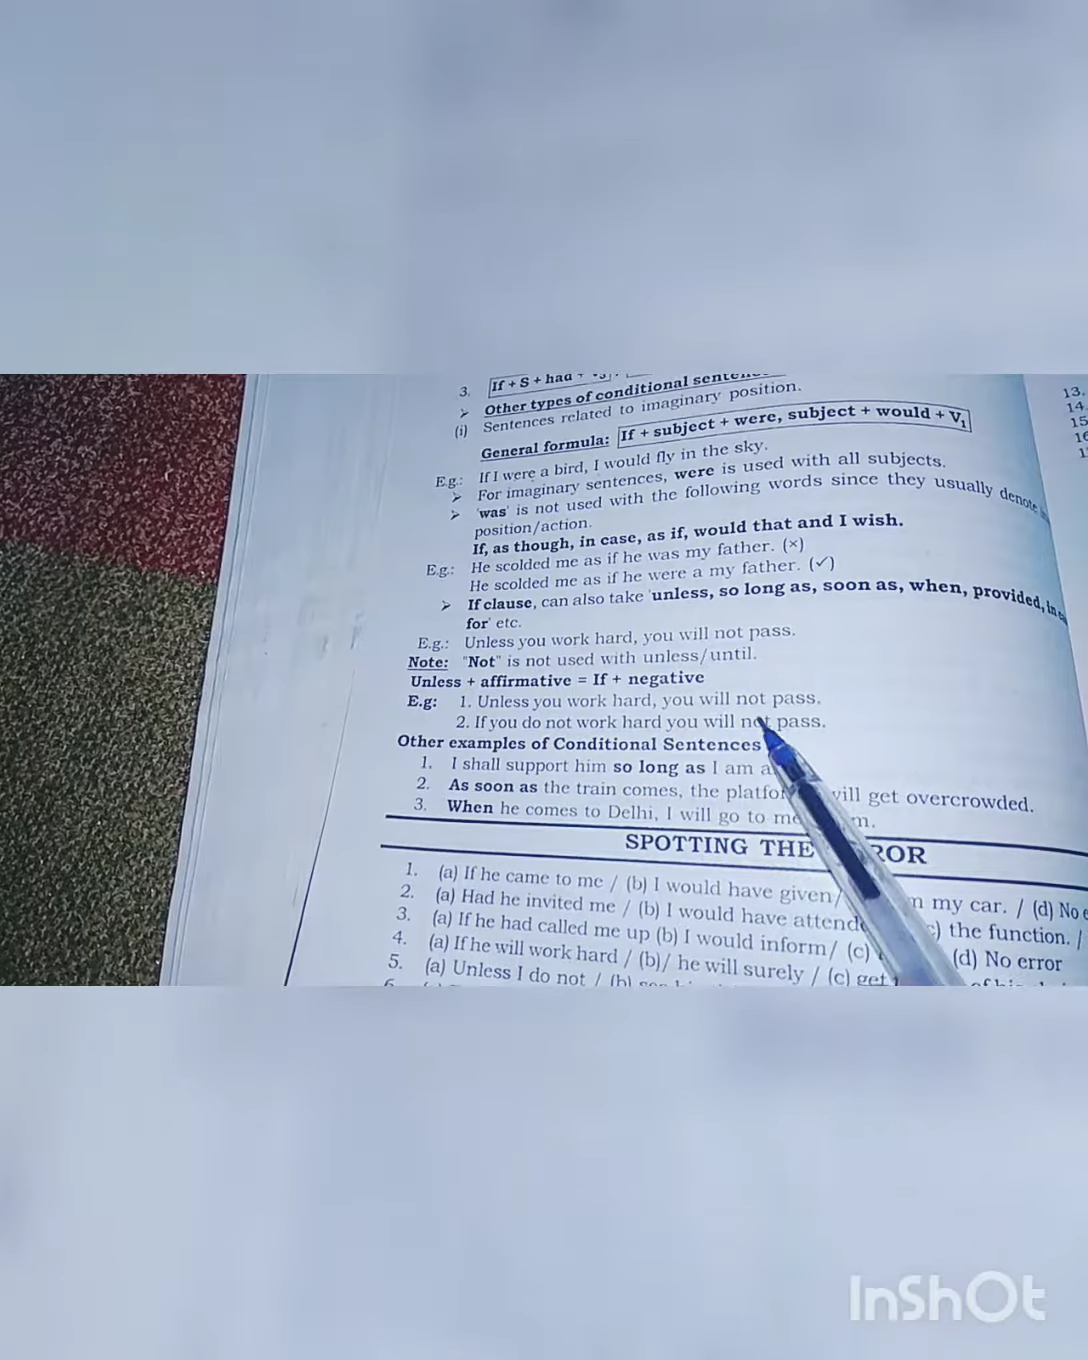 3. If + S + had +
➢ Other types of conditional
(i) Sentences related to imaginary position.
General formula: If + subject + were, subject + would + V1
E.g.: If I were a bird, I would fly in the sky.
➢ For imaginary sentences, were is used with all subjects.
➢ 'was' is not used with the following words since they usually denote
position/action.
If, as though, in case, as if, would that and I wish.
E.g.: He scolded me as if he was my father. (×)
He scolded me as if he were a my father. (✓)
➢ If clause, can also take 'unless, so long as, soon as, when, provided,
for' etc.
E.g.: Unless you work hard, you will not pass.
Note: "Not" is not used with unless/until.
Unless + affirmative = If + negative
E.g: 1. Unless you work hard, you will not pass.
2. If you do not work hard you will not pass.
Other examples of Conditional Sentences
1. I shall support him so long as I am
2. As soon as the train comes, the will get overcrowded.
3. When he comes to Delhi, I will go to
SPOTTING THE
1. (a) If he came to me / (b) I would have given/ my car. / (d) No
2. (a) Had he invited me / (b) I would have the function. /
3. (a) If he had called me up (b) I would inform/ (c) (d) No error
4. (a) If he will work hard / (b)/ he will surely / (c) get
5. (a) Unless I do not / (b)
13.
14.
15
16
InShOt